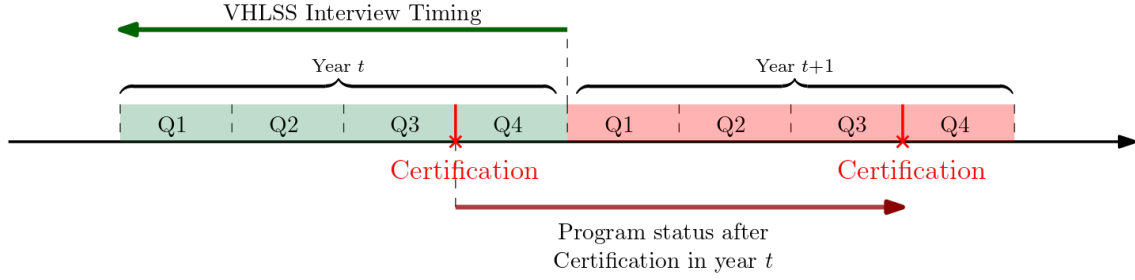 VHLSS Interview Timing
Year t
Year t+1
Q1 Q2 Q3 Q4 Q1 Q2 Q3 Q4
Certification
Certification
Program status after
Certification in year t